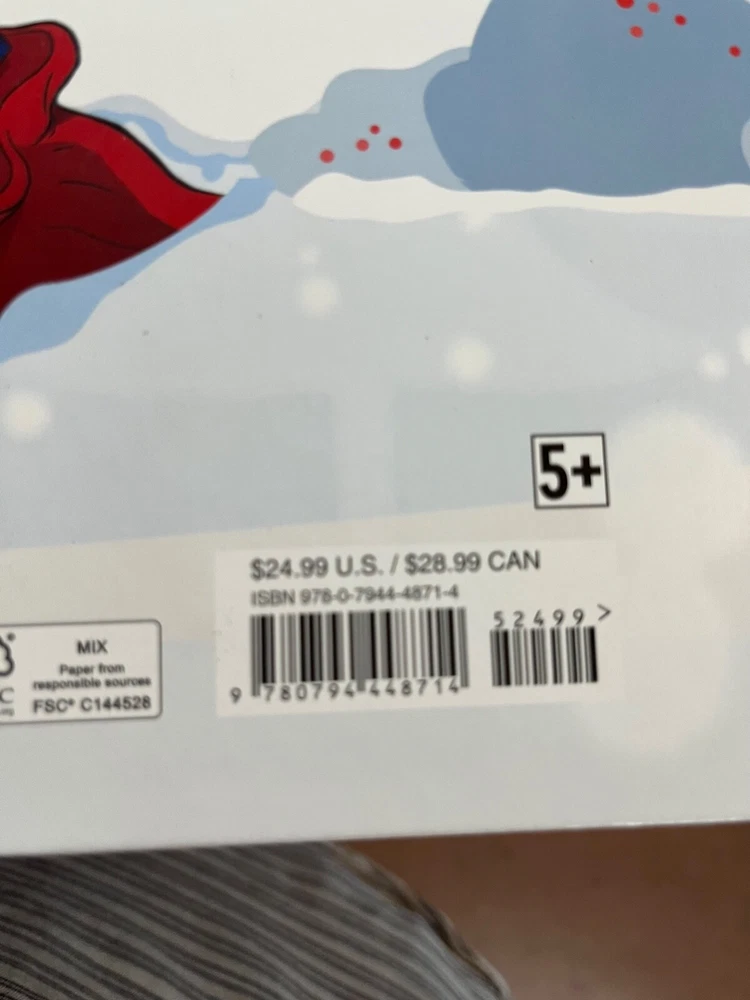 5+
$24.99 U.S. / $28.99 CAN
ISBN 978-0-7944-4871-4
52499 >
9 780794 448714
MIX
Paper from
responsible sources
FSC® C144528